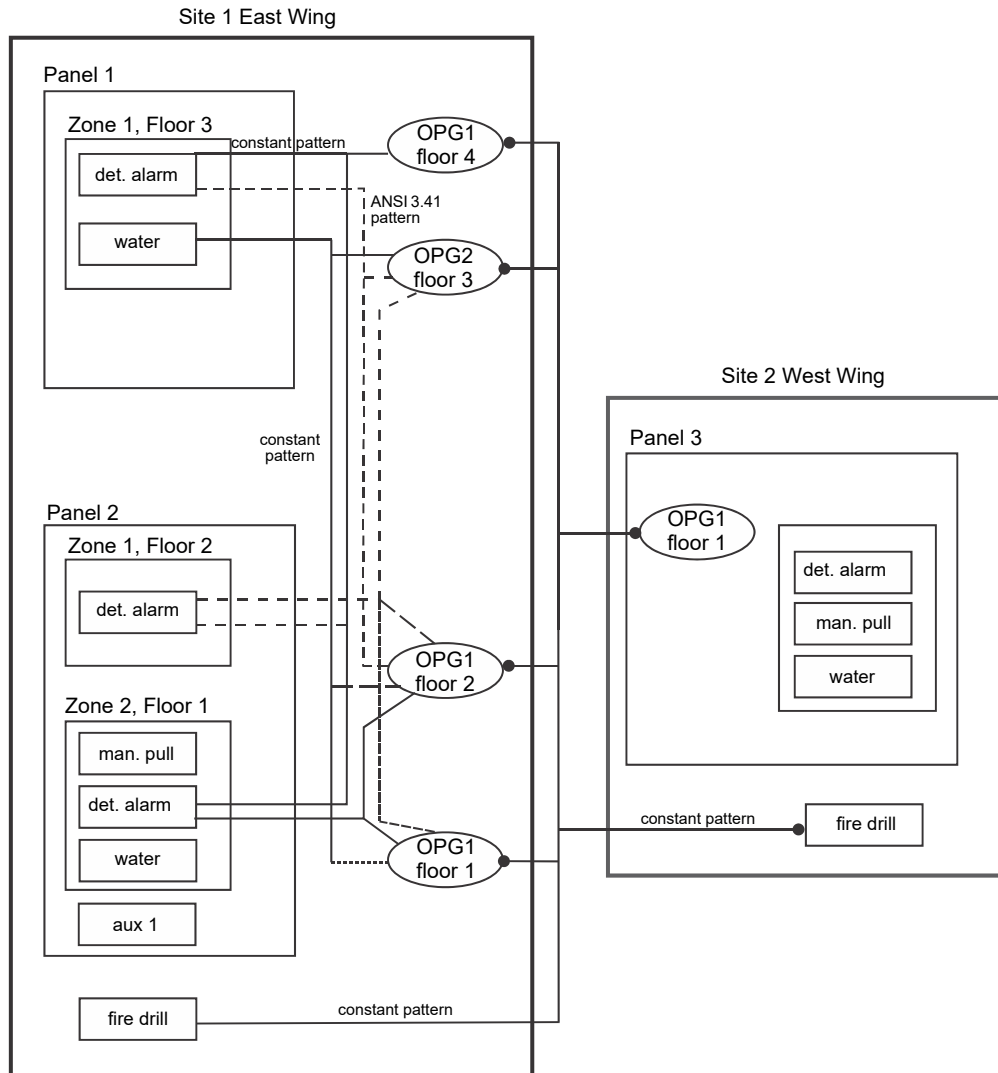 Site 1 East Wing
Panel 1
Zone 1, Floor 3
det. alarm
water
constant pattern
OPG1
floor 4
ANSI 3.41
pattern
OPG2
floor 3
constant
pattern
Panel 2
Zone 1, Floor 2
det. alarm
OPG1
floor 2
Zone 2, Floor 1
man. pull
det. alarm
water
aux 1
OPG1
floor 1
fire drill
constant pattern
Site 2 West Wing
Panel 3
OPG1
floor 1
det. alarm
man. pull
water
constant pattern
fire drill